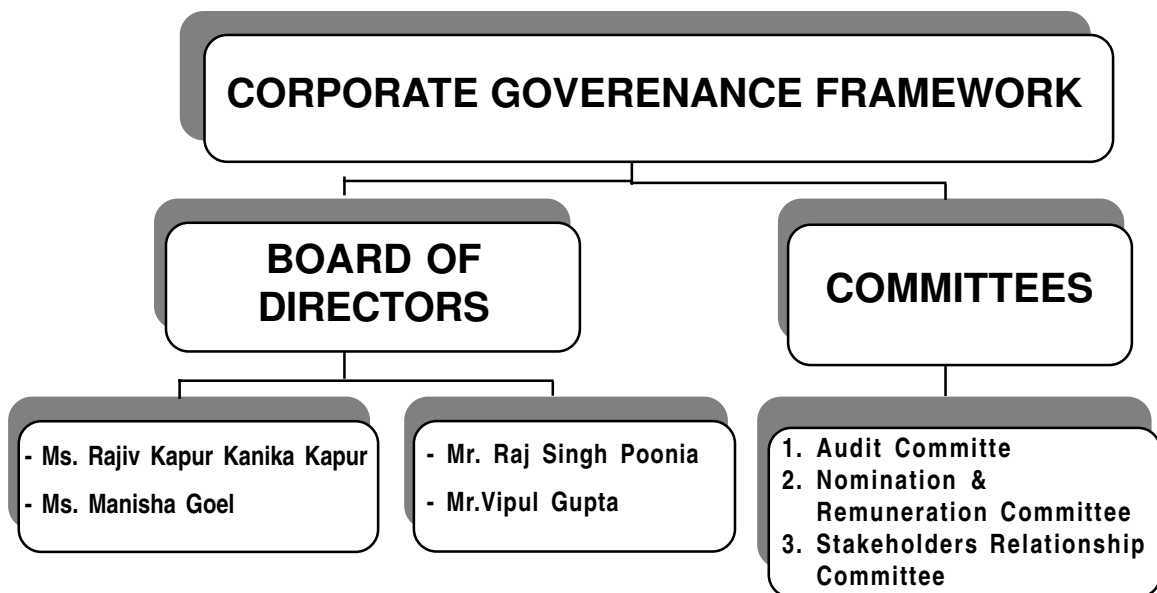 CORPORATE GOVERENANCE FRAMEWORK
BOARD OF
DIRECTORS
COMMITTEES
- Ms. Rajiv Kapur Kanika Kapur
- Ms. Manisha Goel
- Mr. Raj Singh Poonia
- Mr.Vipul Gupta
1. Audit Committe
2. Nomination &
Remuneration Committee
3. Stakeholders Relationship
Committee